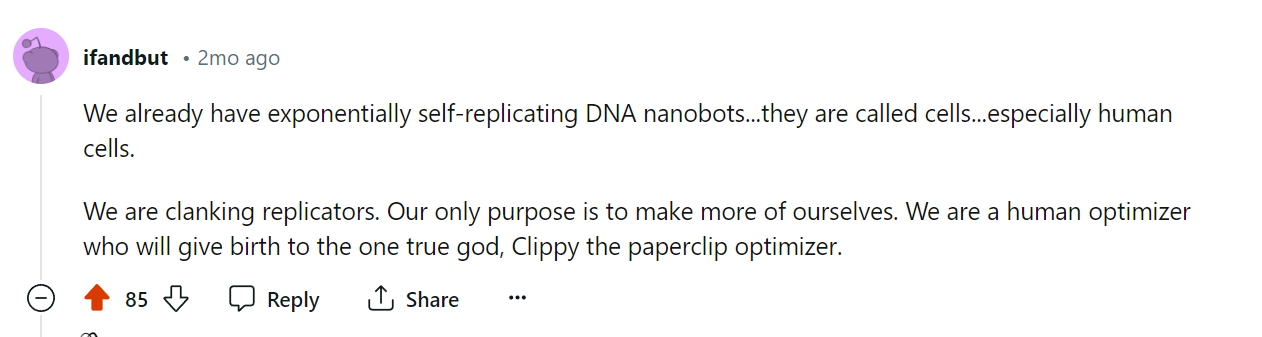 ifandbut • 2mo ago
We already have exponentially self-replicating DNA nanobots...they are called cells...especially human
cells.
We are clanking replicators. Our only purpose is to make more of ourselves. We are a human optimizer
who will give birth to the one true god, Clippy the paperclip optimizer.
85 Reply Share ...